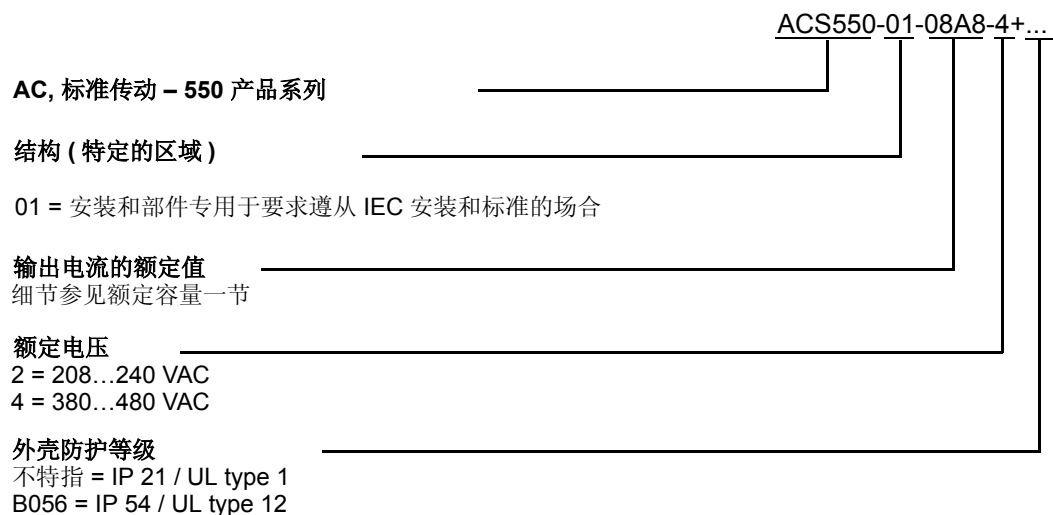 ACS550-01-08A8-4+...
AC, 标准传动 – 550 产品系列
结构 ( 特定的区域 )
01 = 安装和部件专用于要求遵从 IEC 安装和标准的场合
输出电流的额定值
细节参见额定容量一节
额定电压
2 = 208…240 VAC
4 = 380…480 VAC
外壳防护等级
不特指 = IP 21 / UL type 1
B056 = IP 54 / UL type 12